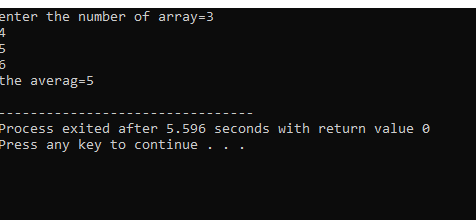 enter the number of array=3
4
5
6
the averag=5
--------------------------------
Process exited after 5.596 seconds with return value 0
Press any key to continue . . .